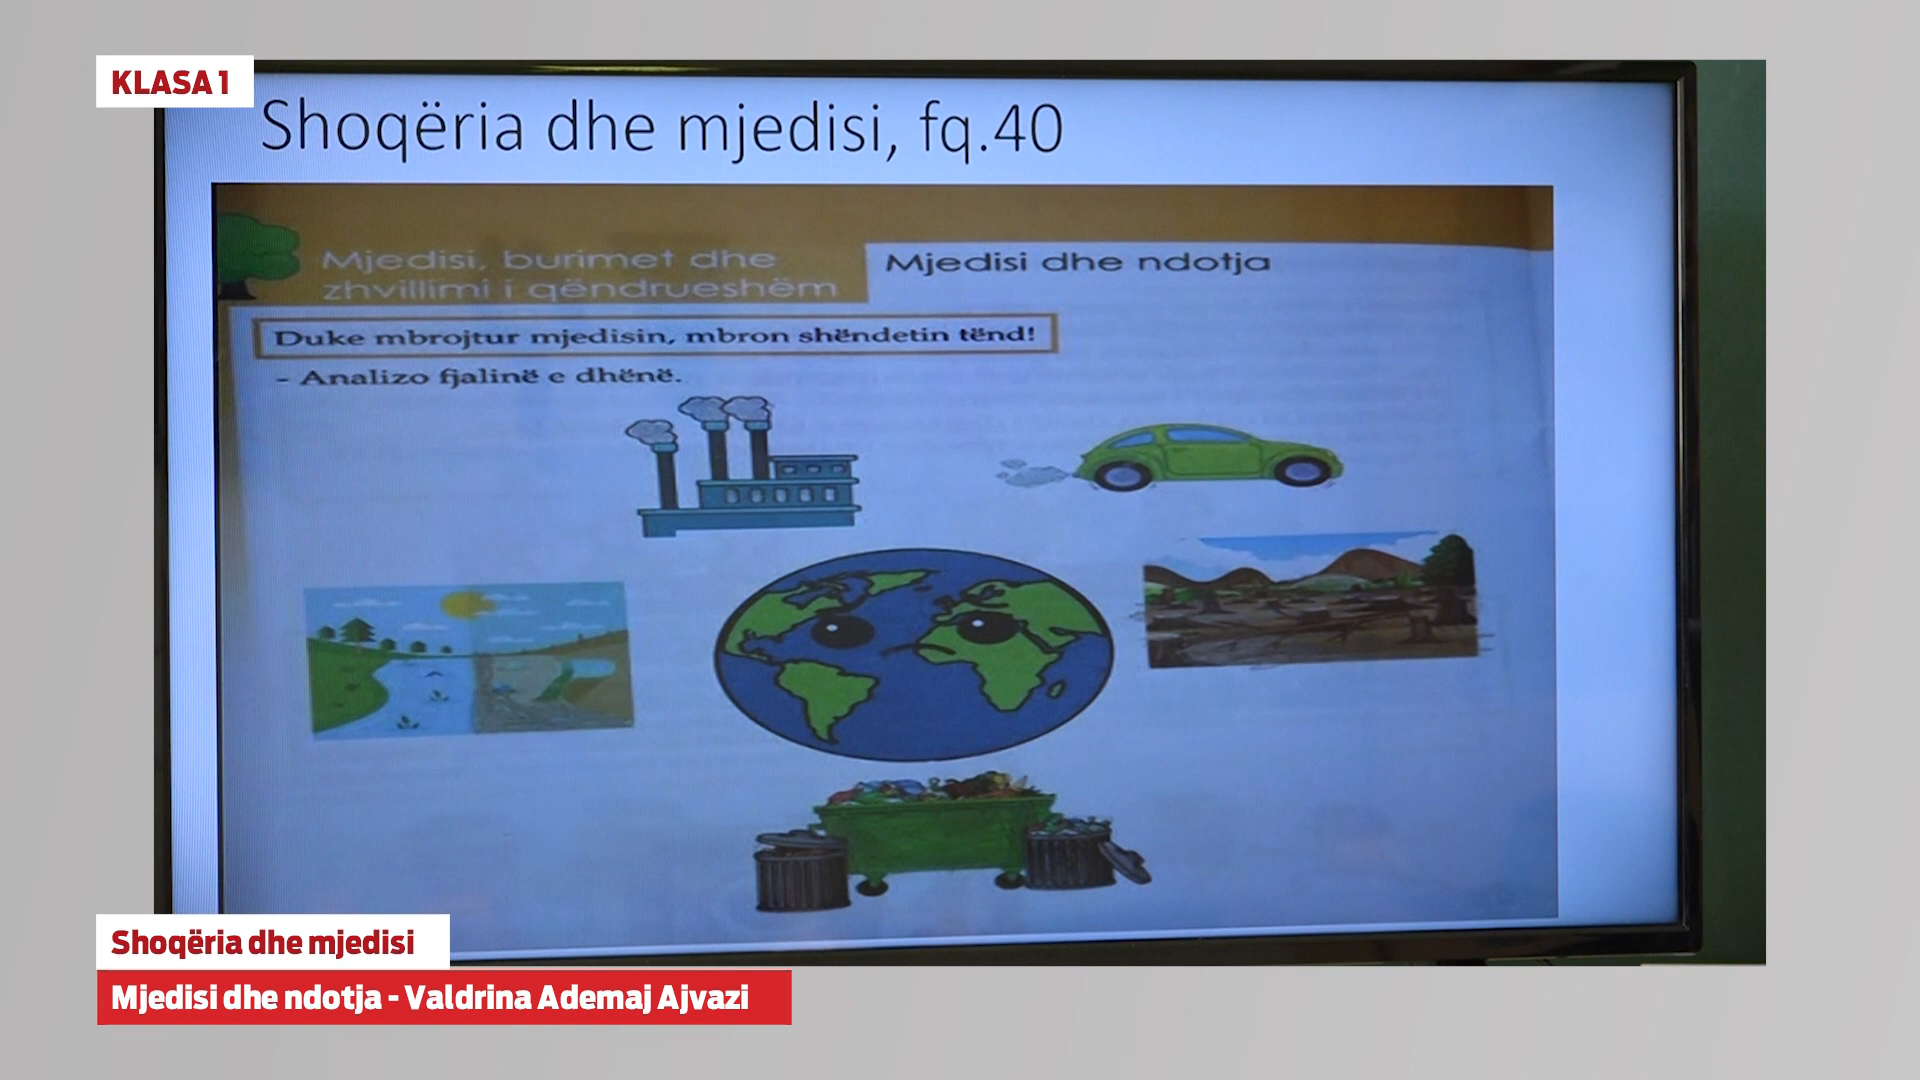 KLASA 1
Shoqëria dhe mjedisi, fq.40
Mjedisi, burimet dhe
zhvillimi i qëndrueshëm
Mjedisi dhe ndotja
Duke mbrojtur mjedisin, mbron shëndetin tënd!
- Analizo fjalinë e dhënë.
Shoqëria dhe mjedisi
Mjedisi dhe ndotja - Valdrina Ademaj Ajvazi